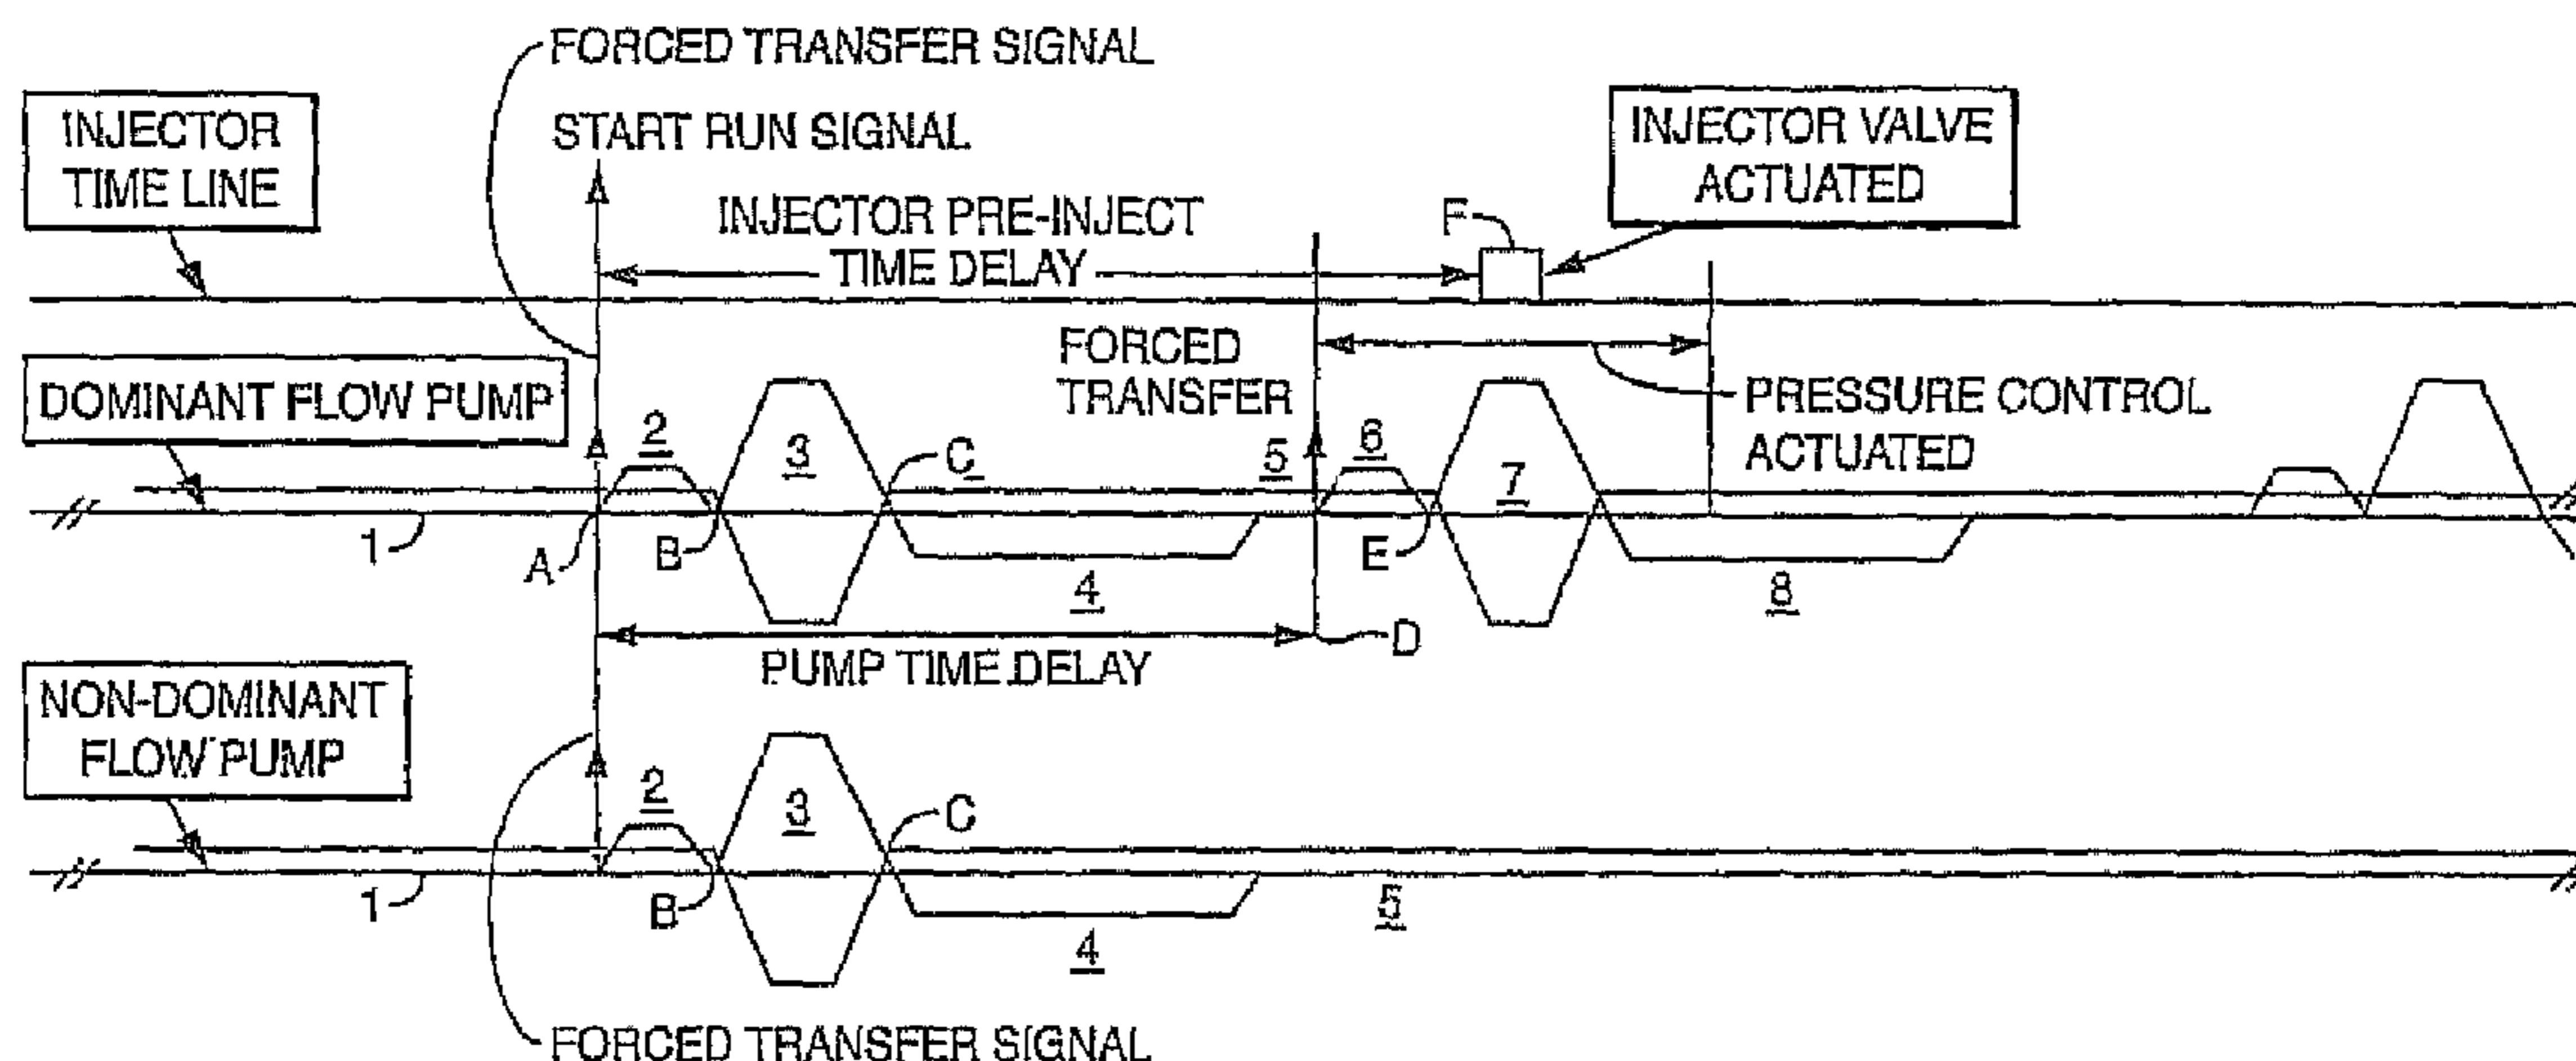 FORCED TRANSFER SIGNAL
INJECTOR
TIME LINE
START RUN SIGNAL
INJECTOR PRE-INJECT
TIME DELAY
F
INJECTOR VALVE
ACTUATED
DOMINANT FLOW PUMP
FORCED
TRANSFER
PRESSURE CONTROL
ACTUATED
2
3
C
5
6
7
1
A
B
4
E
8
D
PUMP TIME DELAY
NON-DOMINANT
FLOW PUMP
2
3
C
1
B
4
5
FORCED TRANSFER SIGNAL